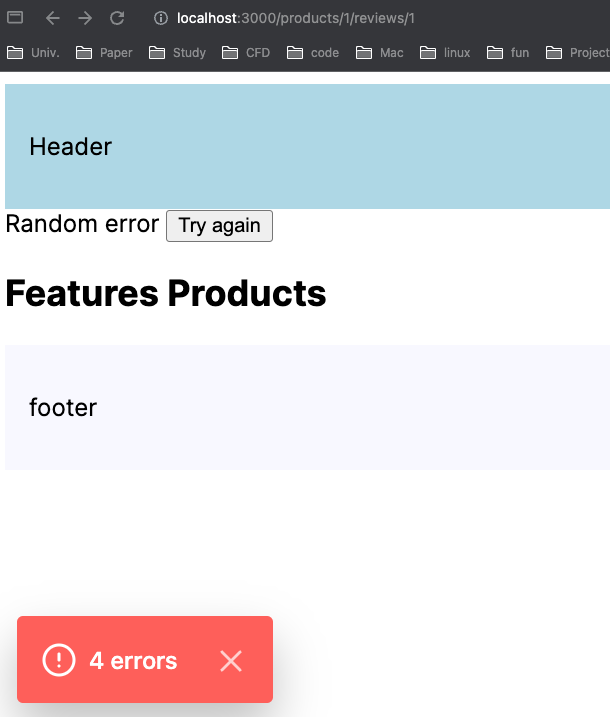 localhost:3000/products/1/reviews/1
Univ. Paper Study CFD code Mac linux fun Project
Header
Random error Try again
Features Products
footer
4 errors